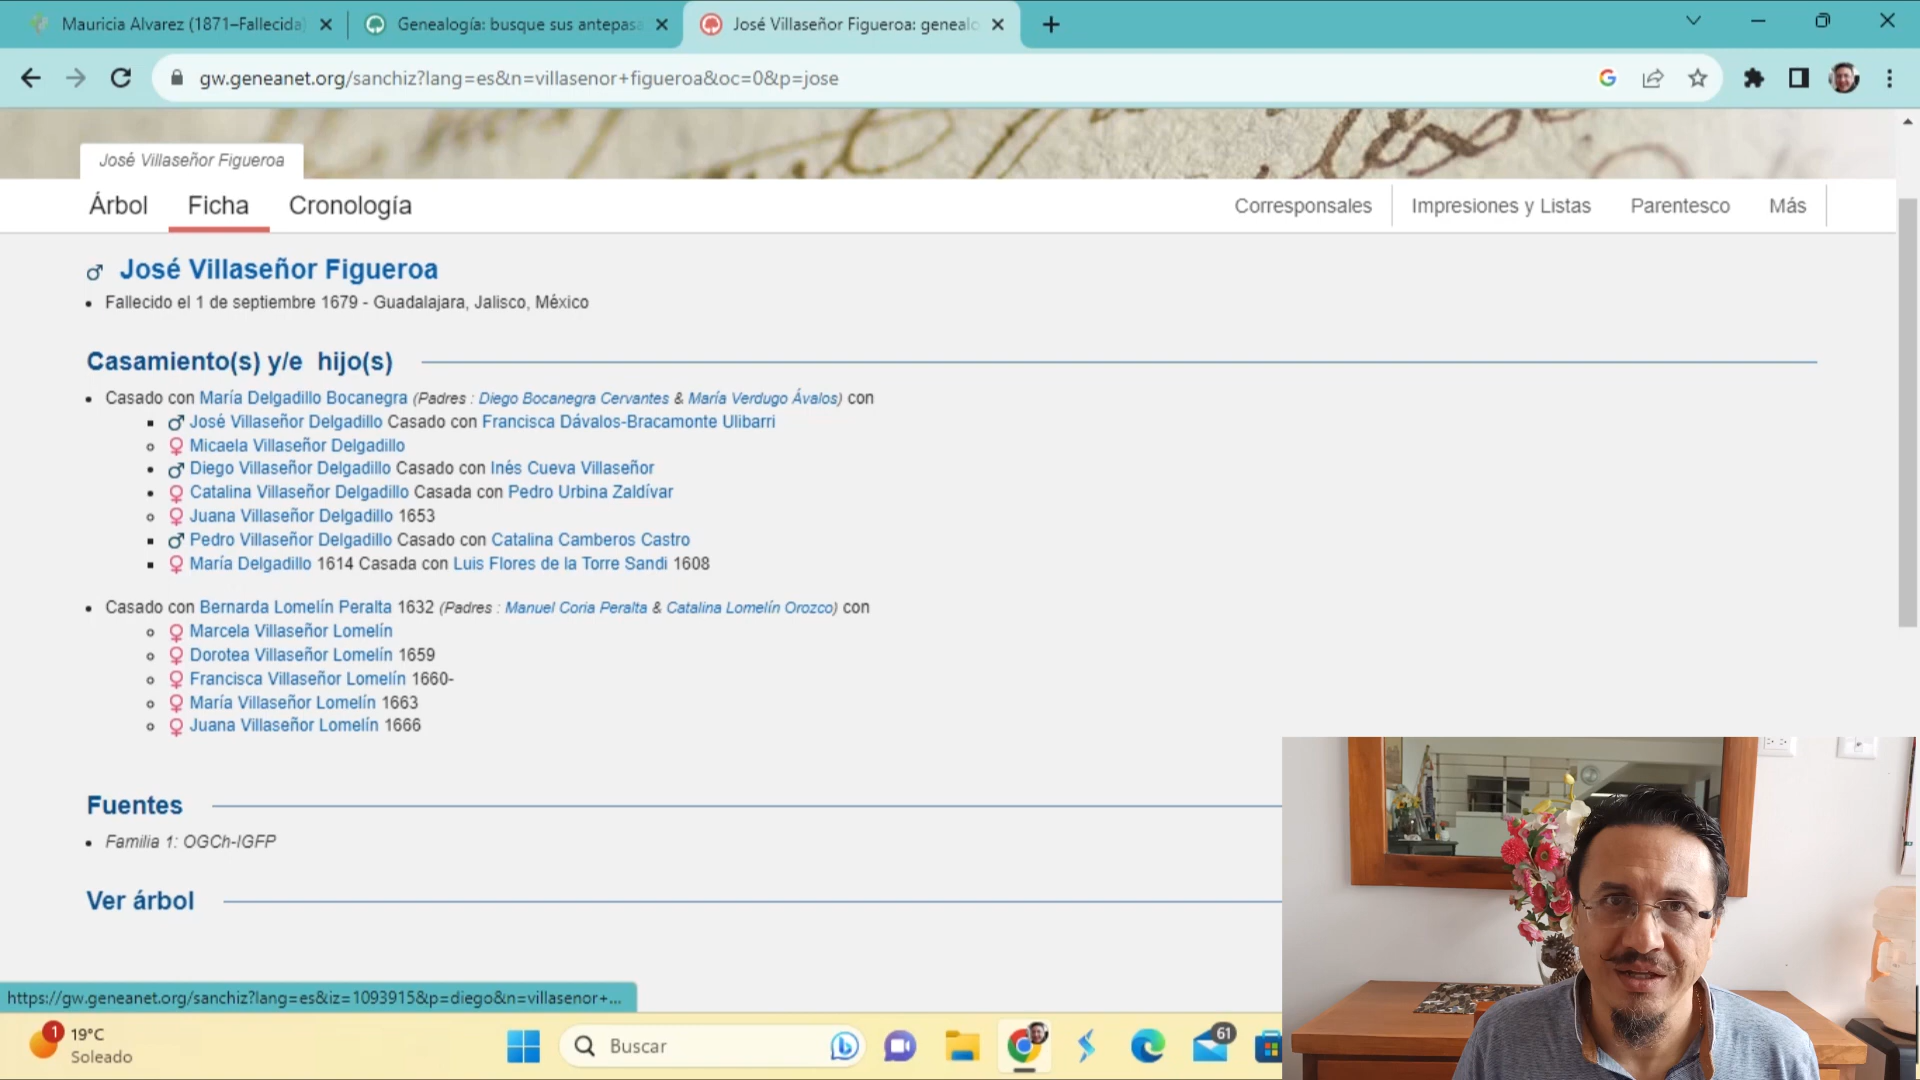 Mauricia Alvarez (1871–Fallecida)
Genealogía: busque sus antepasa
José Villaseñor Figueroa: genealo
gw.geneanet.org/sanchiz?lang=es&n=villasenor+figueroa&oc=0&p=jose
José Villaseñor Figueroa
Árbol Ficha Cronología Corresponsales Impresiones y Listas Parentesco Más
José Villaseñor Figueroa
Fallecido el 1 de septiembre 1679 - Guadalajara, Jalisco, México
Casamiento(s) y/e hijo(s)
Casado con María Delgadillo Bocanegra (Padres : Diego Bocanegra Cervantes & María Verdugo Ávalos) con
José Villaseñor Delgadillo Casado con Francisca Dávalos-Bracamonte Ulibarri
Micaela Villaseñor Delgadillo
Diego Villaseñor Delgadillo Casado con Inés Cueva Villaseñor
Catalina Villaseñor Delgadillo Casada con Pedro Urbina Zaldívar
Juana Villaseñor Delgadillo 1653
Pedro Villaseñor Delgadillo Casado con Catalina Camberos Castro
María Delgadillo 1614 Casada con Luis Flores de la Torre Sandi 1608
Casado con Bernarda Lomelín Peralta 1632 (Padres : Manuel Coria Peralta & Catalina Lomelín Orozco) con
Marcela Villaseñor Lomelín
Dorotea Villaseñor Lomelín 1659
Francisca Villaseñor Lomelín 1660-
María Villaseñor Lomelín 1663
Juana Villaseñor Lomelín 1666
Fuentes
Familia 1: OGCh-IGFP
Ver árbol
https://gw.geneanet.org/sanchiz?lang=es&iz=1093915&p=diego&n=villasenor+...
1
19°C
Soleado
Buscar
61